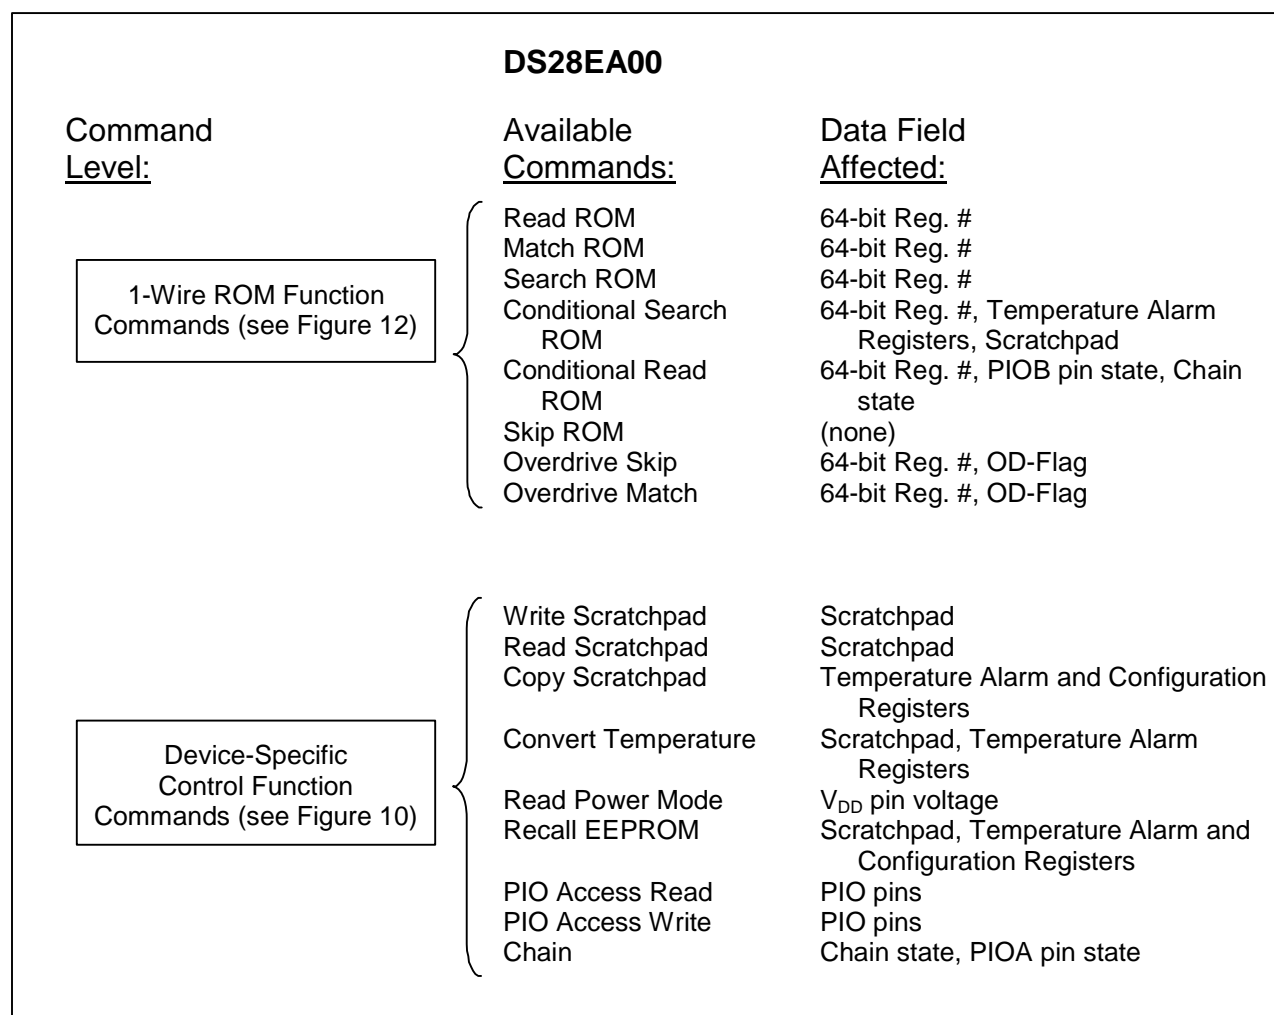 DS28EA00
Command Available Data Field
Level: Commands: Affected:
Read ROM 64-bit Reg. #
Match ROM 64-bit Reg. #
Search ROM 64-bit Reg. #
1-Wire ROM Function
Commands (see Figure 12)
Conditional Search 64-bit Reg. #, Temperature Alarm
ROM Registers, Scratchpad
Conditional Read 64-bit Reg. #, PIOB pin state, Chain
ROM state
Skip ROM (none)
Overdrive Skip 64-bit Reg. #, OD-Flag
Overdrive Match 64-bit Reg. #, OD-Flag
Write Scratchpad Scratchpad
Read Scratchpad Scratchpad
Copy Scratchpad Temperature Alarm and Configuration
Registers
Device-Specific
Control Function
Commands (see Figure 10)
Convert Temperature Scratchpad, Temperature Alarm
Registers
Read Power Mode VDD pin voltage
Recall EEPROM Scratchpad, Temperature Alarm and
Configuration Registers
PIO Access Read PIO pins
PIO Access Write PIO pins
Chain Chain state, PIOA pin state